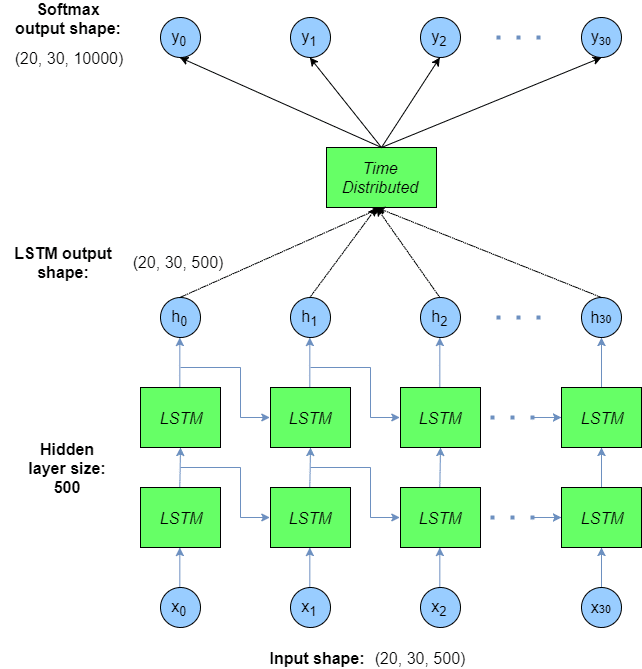 Softmax
output shape:
(20, 30, 10000)
y0 y1 y2 y30
Time
Distributed
LSTM output
shape:
(20, 30, 500)
h0 h1 h2 h30
LSTM LSTM LSTM LSTM
Hidden
layer size:
500
LSTM LSTM LSTM LSTM
x0 x1 x2 x30
Input shape: (20, 30, 500)